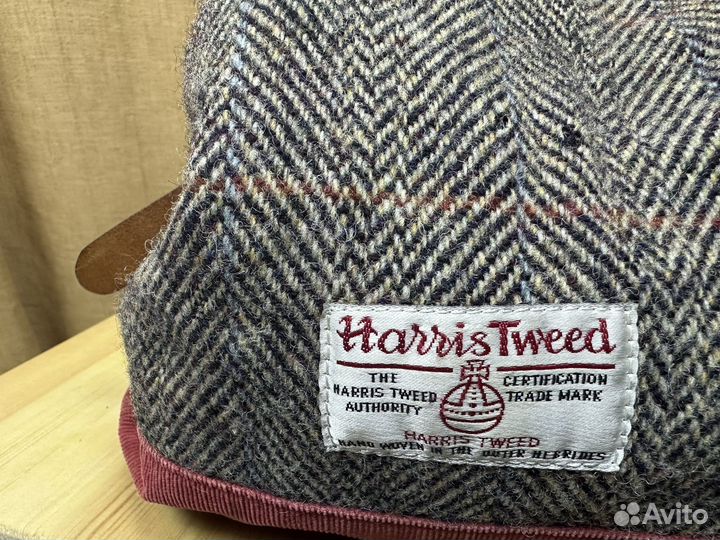 Harris Tweed
THE HARRIS TWEED AUTHORITY
CERTIFICATION TRADE MARK
HARRIS TWEED
HAND WOVEN IN THE OUTER HEBRIDES
Avito